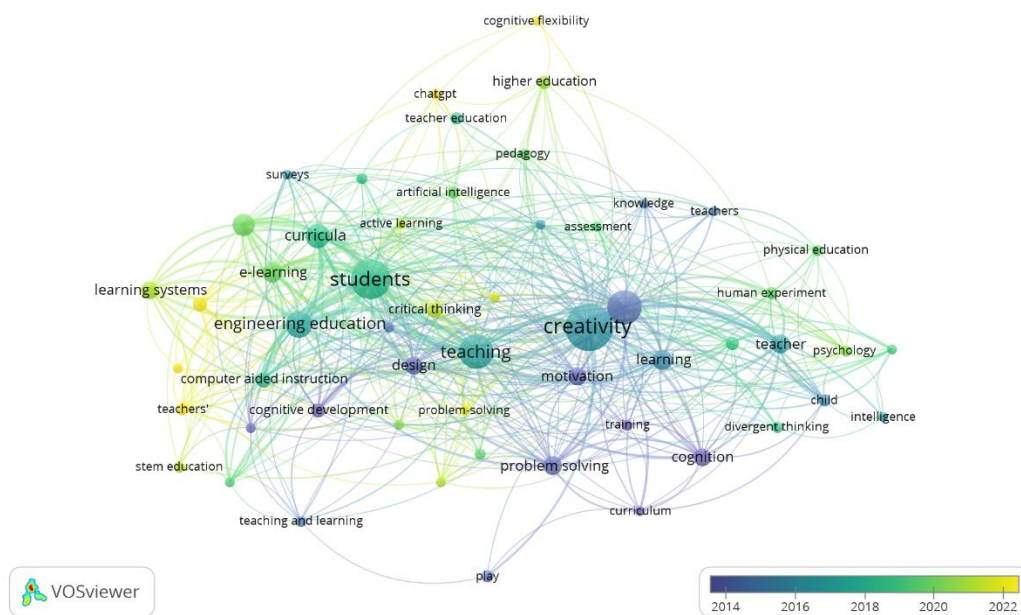 cognitive flexibility
higher education
chatgpt
teacher education
pedagogy
surveys
artificial intelligence
knowledge
teachers
active learning
assessment
curricula
physical education
e-learning
students
learning systems
human experiment
critical thinking
engineering education
creativity
teacher
teaching
psychology
learning
design
motivation
computer aided instruction
child
teachers'
cognitive development
problem-solving
intelligence
training
divergent thinking
cognition
stem education
problem solving
curriculum
teaching and learning
play
VOSviewer
2014 2016 2018 2020 2022